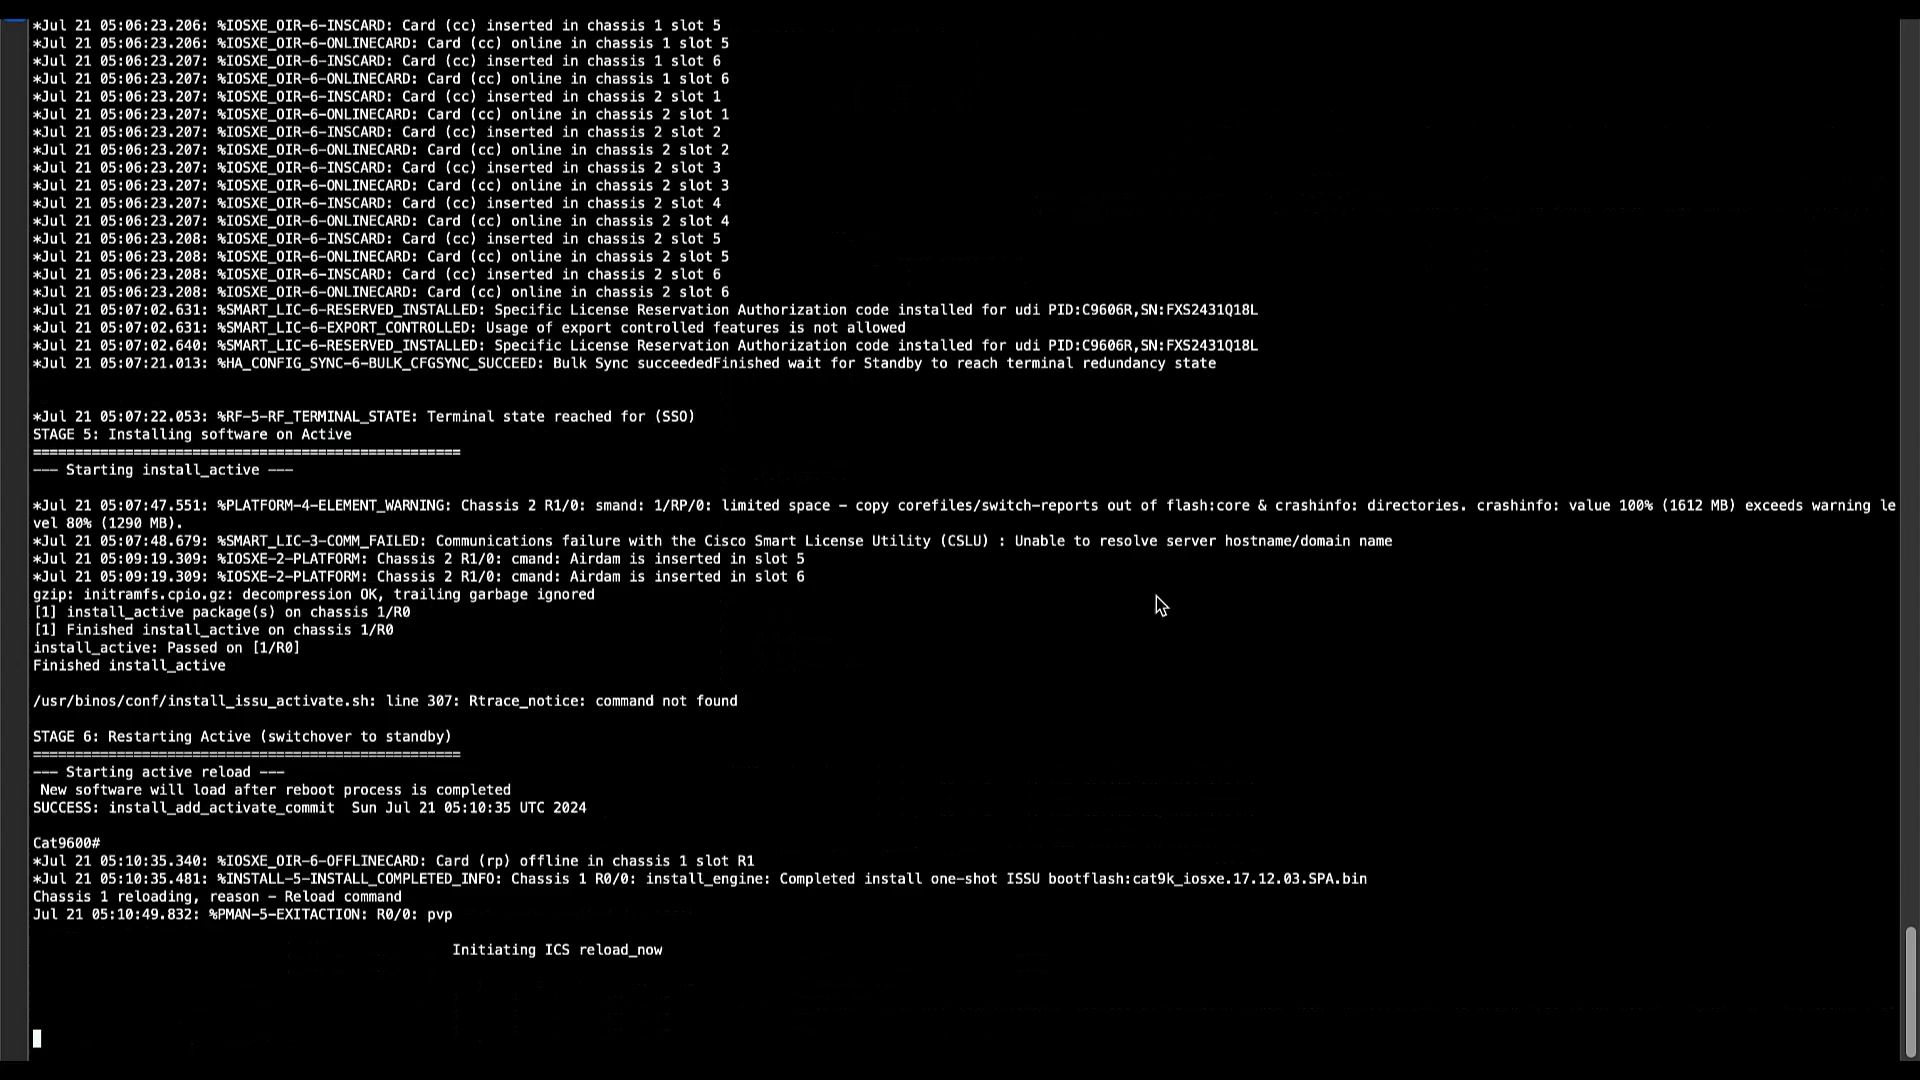 *Jul 21 05:06:23.206: %IOSXE_OIR-6-INSCARD: Card (cc) inserted in chassis 1 slot 5
*Jul 21 05:06:23.206: %IOSXE_OIR-6-ONLINECARD: Card (cc) online in chassis 1 slot 5
*Jul 21 05:06:23.207: %IOSXE_OIR-6-INSCARD: Card (cc) inserted in chassis 1 slot 6
*Jul 21 05:06:23.207: %IOSXE_OIR-6-ONLINECARD: Card (cc) online in chassis 1 slot 6
*Jul 21 05:06:23.207: %IOSXE_OIR-6-INSCARD: Card (cc) inserted in chassis 2 slot 1
*Jul 21 05:06:23.207: %IOSXE_OIR-6-ONLINECARD: Card (cc) online in chassis 2 slot 1
*Jul 21 05:06:23.207: %IOSXE_OIR-6-INSCARD: Card (cc) inserted in chassis 2 slot 2
*Jul 21 05:06:23.207: %IOSXE_OIR-6-ONLINECARD: Card (cc) online in chassis 2 slot 2
*Jul 21 05:06:23.207: %IOSXE_OIR-6-INSCARD: Card (cc) inserted in chassis 2 slot 3
*Jul 21 05:06:23.207: %IOSXE_OIR-6-ONLINECARD: Card (cc) online in chassis 2 slot 3
*Jul 21 05:06:23.207: %IOSXE_OIR-6-INSCARD: Card (cc) inserted in chassis 2 slot 4
*Jul 21 05:06:23.207: %IOSXE_OIR-6-ONLINECARD: Card (cc) online in chassis 2 slot 4
*Jul 21 05:06:23.208: %IOSXE_OIR-6-INSCARD: Card (cc) inserted in chassis 2 slot 5
*Jul 21 05:06:23.208: %IOSXE_OIR-6-ONLINECARD: Card (cc) online in chassis 2 slot 5
*Jul 21 05:06:23.208: %IOSXE_OIR-6-INSCARD: Card (cc) inserted in chassis 2 slot 6
*Jul 21 05:06:23.208: %IOSXE_OIR-6-ONLINECARD: Card (cc) online in chassis 2 slot 6
*Jul 21 05:07:02.631: %SMART_LIC-6-RESERVED_INSTALLED: Specific License Reservation Authorization code installed for udi PID:C9606R,SN:FXS2431Q18L
*Jul 21 05:07:02.631: %SMART_LIC-6-EXPORT_CONTROLLED: Usage of export controlled features is not allowed
*Jul 21 05:07:02.640: %SMART_LIC-6-RESERVED_INSTALLED: Specific License Reservation Authorization code installed for udi PID:C9606R,SN:FXS2431Q18L
*Jul 21 05:07:21.013: %HA_CONFIG_SYNC-6-BULK_CFGSYNC_SUCCEED: Bulk Sync succeededFinished wait for Standby to reach terminal redundancy state
*Jul 21 05:07:22.053: %RF-5-RF_TERMINAL_STATE: Terminal state reached for (SSO)
STAGE 5: Installing software on Active
===================================================
--- Starting install_active ---
*Jul 21 05:07:47.551: %PLATFORM-4-ELEMENT_WARNING: Chassis 2 R1/0: smand: 1/RP/0: limited space - copy corefiles/switch-reports out of flash:core & crashinfo: directories. crashinfo: value 100% (1612 MB) exceeds warning le
vel 80% (1290 MB).
*Jul 21 05:07:48.679: %SMART_LIC-3-COMM_FAILED: Communications failure with the Cisco Smart License Utility (CSLU) : Unable to resolve server hostname/domain name
*Jul 21 05:09:19.309: %IOSXE-2-PLATFORM: Chassis 2 R1/0: cmand: Airdam is inserted in slot 5
*Jul 21 05:09:19.309: %IOSXE-2-PLATFORM: Chassis 2 R1/0: cmand: Airdam is inserted in slot 6
gzip: initramfs.cpio.gz: decompression OK, trailing garbage ignored
[1] install_active package(s) on chassis 1/R0
[1] Finished install_active on chassis 1/R0
install_active: Passed on [1/R0]
Finished install_active
/usr/binos/conf/install_issu_activate.sh: line 307: Rtrace_notice: command not found
STAGE 6: Restarting Active (switchover to standby)
===================================================
--- Starting active reload ---
New software will load after reboot process is completed
SUCCESS: install_add_activate_commit  Sun Jul 21 05:10:35 UTC 2024
Cat9600#
*Jul 21 05:10:35.340: %IOSXE_OIR-6-OFFLINECARD: Card (rp) offline in chassis 1 slot R1
*Jul 21 05:10:35.481: %INSTALL-5-INSTALL_COMPLETED_INFO: Chassis 1 R0/0: install_engine: Completed install one-shot ISSU bootflash:cat9k_iosxe.17.12.03.SPA.bin
Chassis 1 reloading, reason - Reload command
Jul 21 05:10:49.832: %PMAN-5-EXITACTION: R0/0: pvp
Initiating ICS reload_now